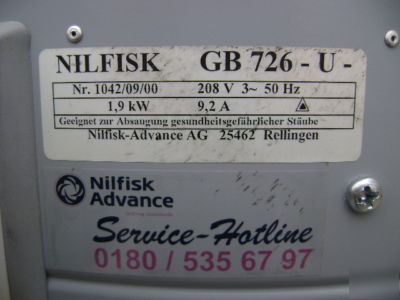 NILFISK GB 726 - U -
Nr. 1042/09/00 208 V 3~ 50 Hz
1,9 kW 9,2 A
Geeignet zur Absaugung gesundheitsgefährlicher Stäube
Nilfisk-Advance AG 25462 Rellingen
Nilfisk
Advance
Service-Hotline
0180 / 535 67 97